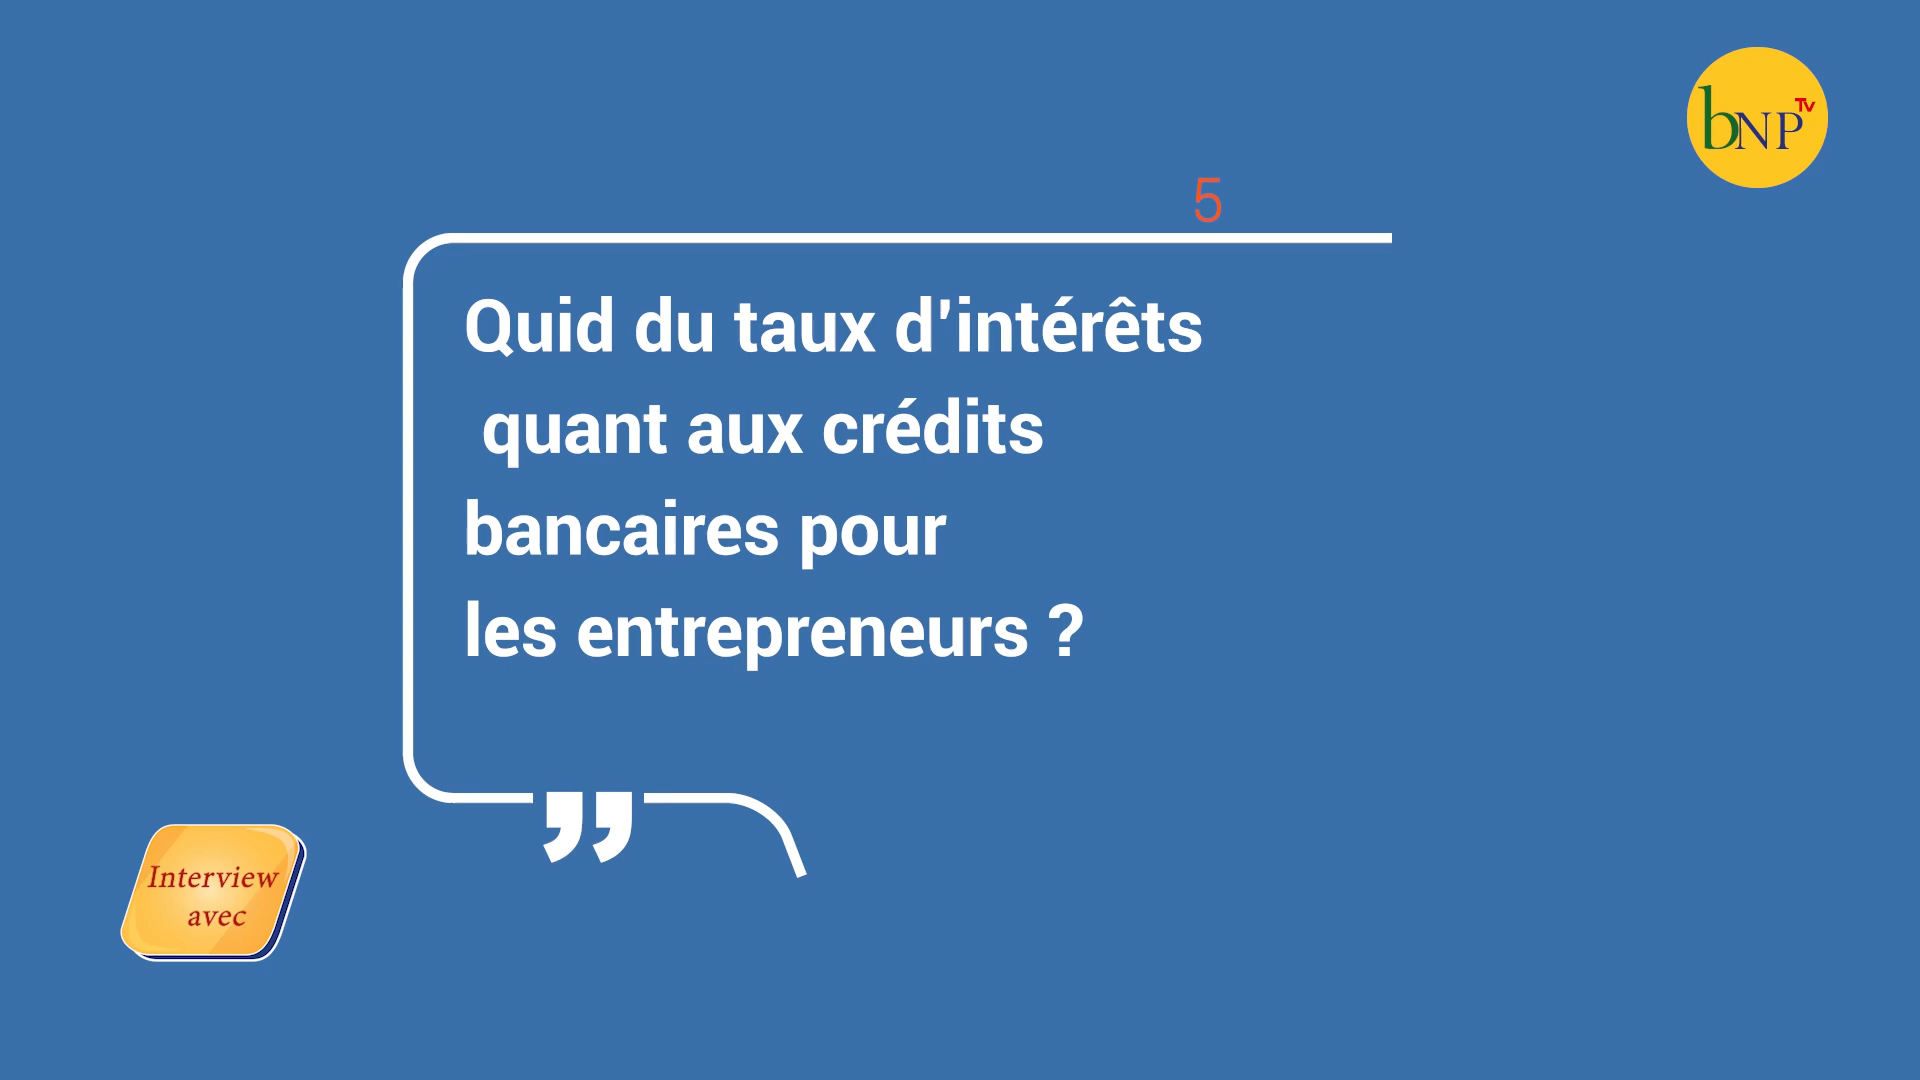 bNP Tv
5
Quid du taux d'intérêts
quant aux crédits
bancaires pour
les entrepreneurs ?
”
Interview
avec